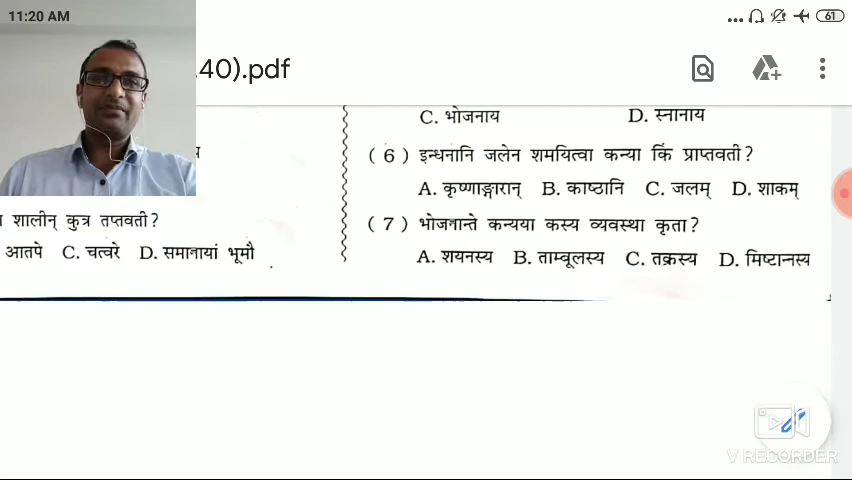 11:20 AM
61
40).pdf
C. भोजनाय D. स्नानाय
( 6 ) इन्धनानि जलेन शमयित्वा कन्या किं प्राप्तवती?
A. कृष्णाङ्गारान् B. काष्ठानि C. जलम् D. शाकम्
शालीन् कुत्र तप्तवती?
( 7 ) भोजनान्ते कन्यया कस्य व्यवस्था कृता?
आतपे C. चत्वरे D. समानायां भूमौ
A. शयनस्य B. ताम्बूलस्य C. तक्रस्य D. मिष्टान्नस्य
V RECORDER